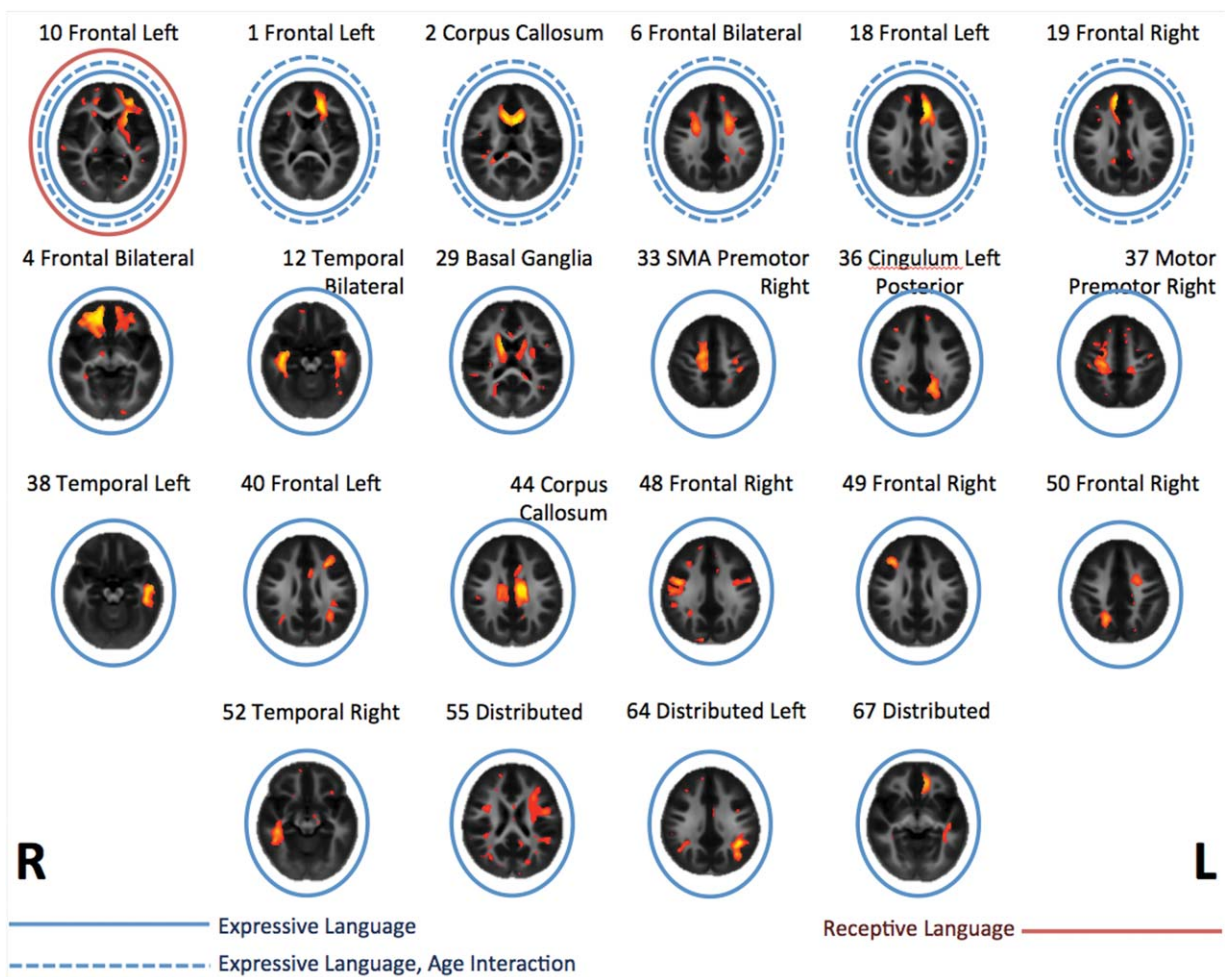 10 Frontal Left
1 Frontal Left
2 Corpus Callosum
6 Frontal Bilateral
18 Frontal Left
19 Frontal Right
4 Frontal Bilateral
12 Temporal
Bilateral
29 Basal Ganglia
33 SMA Premotor
Right
36 Cingulum Left
Posterior
37 Motor
Premotor Right
38 Temporal Left
40 Frontal Left
44 Corpus
Callosum
48 Frontal Right
49 Frontal Right
50 Frontal Right
52 Temporal Right
55 Distributed
64 Distributed Left
67 Distributed
R
L
Expressive Language
Receptive Language
Expressive Language, Age Interaction